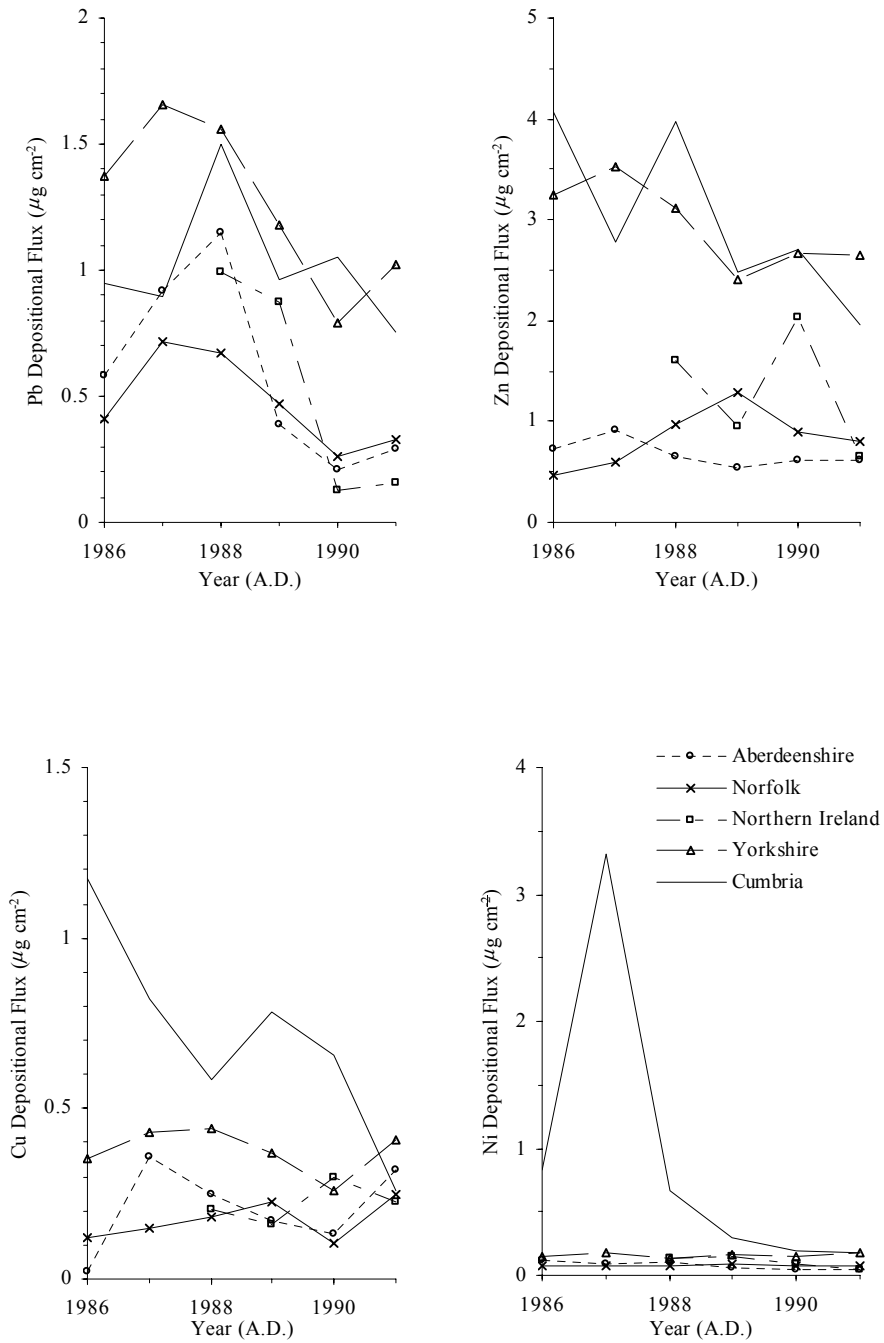 2
1.5
1
0.5
0
Pb Depositional Flux (μg cm-2)
1986 1988 1990
Year (A.D.)
5
4
3
2
1
0
Zn Depositional Flux (μg cm-2)
1986 1988 1990
Year (A.D.)
1.5
1
0.5
0
Cu Depositional Flux (μg cm-2)
1986 1988 1990
Year (A.D.)
4
3
2
1
0
Ni Depositional Flux (μg cm-2)
1986 1988 1990
Year (A.D.)
Aberdeenshire
Norfolk
Northern Ireland
Yorkshire
Cumbria